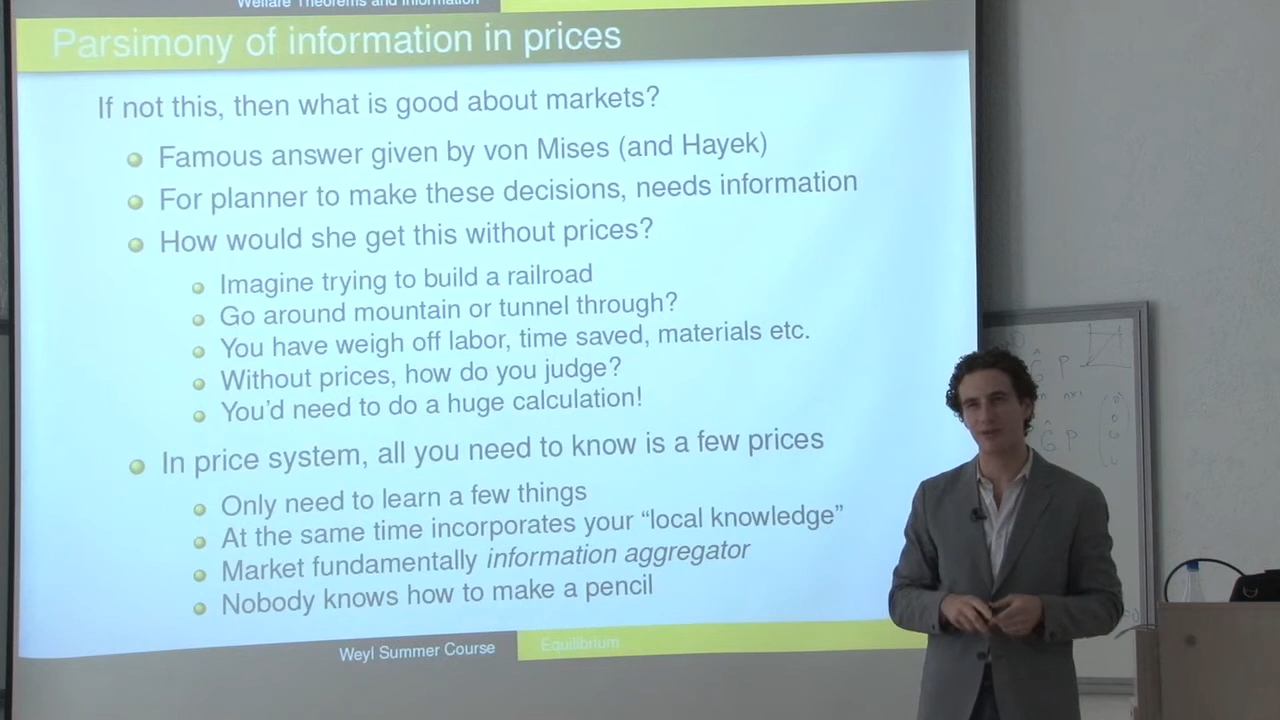 Welfare Theorems and Information
Parsimony of information in prices
If not this, then what is good about markets?
Famous answer given by von Mises (and Hayek)
For planner to make these decisions, needs information
How would she get this without prices?
Imagine trying to build a railroad
Go around mountain or tunnel through?
You have weigh off labor, time saved, materials etc.
Without prices, how do you judge?
You'd need to do a huge calculation!
In price system, all you need to know is a few prices
Only need to learn a few things
At the same time incorporates your “local knowledge”
Market fundamentally information aggregator
Nobody knows how to make a pencil
Weyl Summer Course
Equilibrium